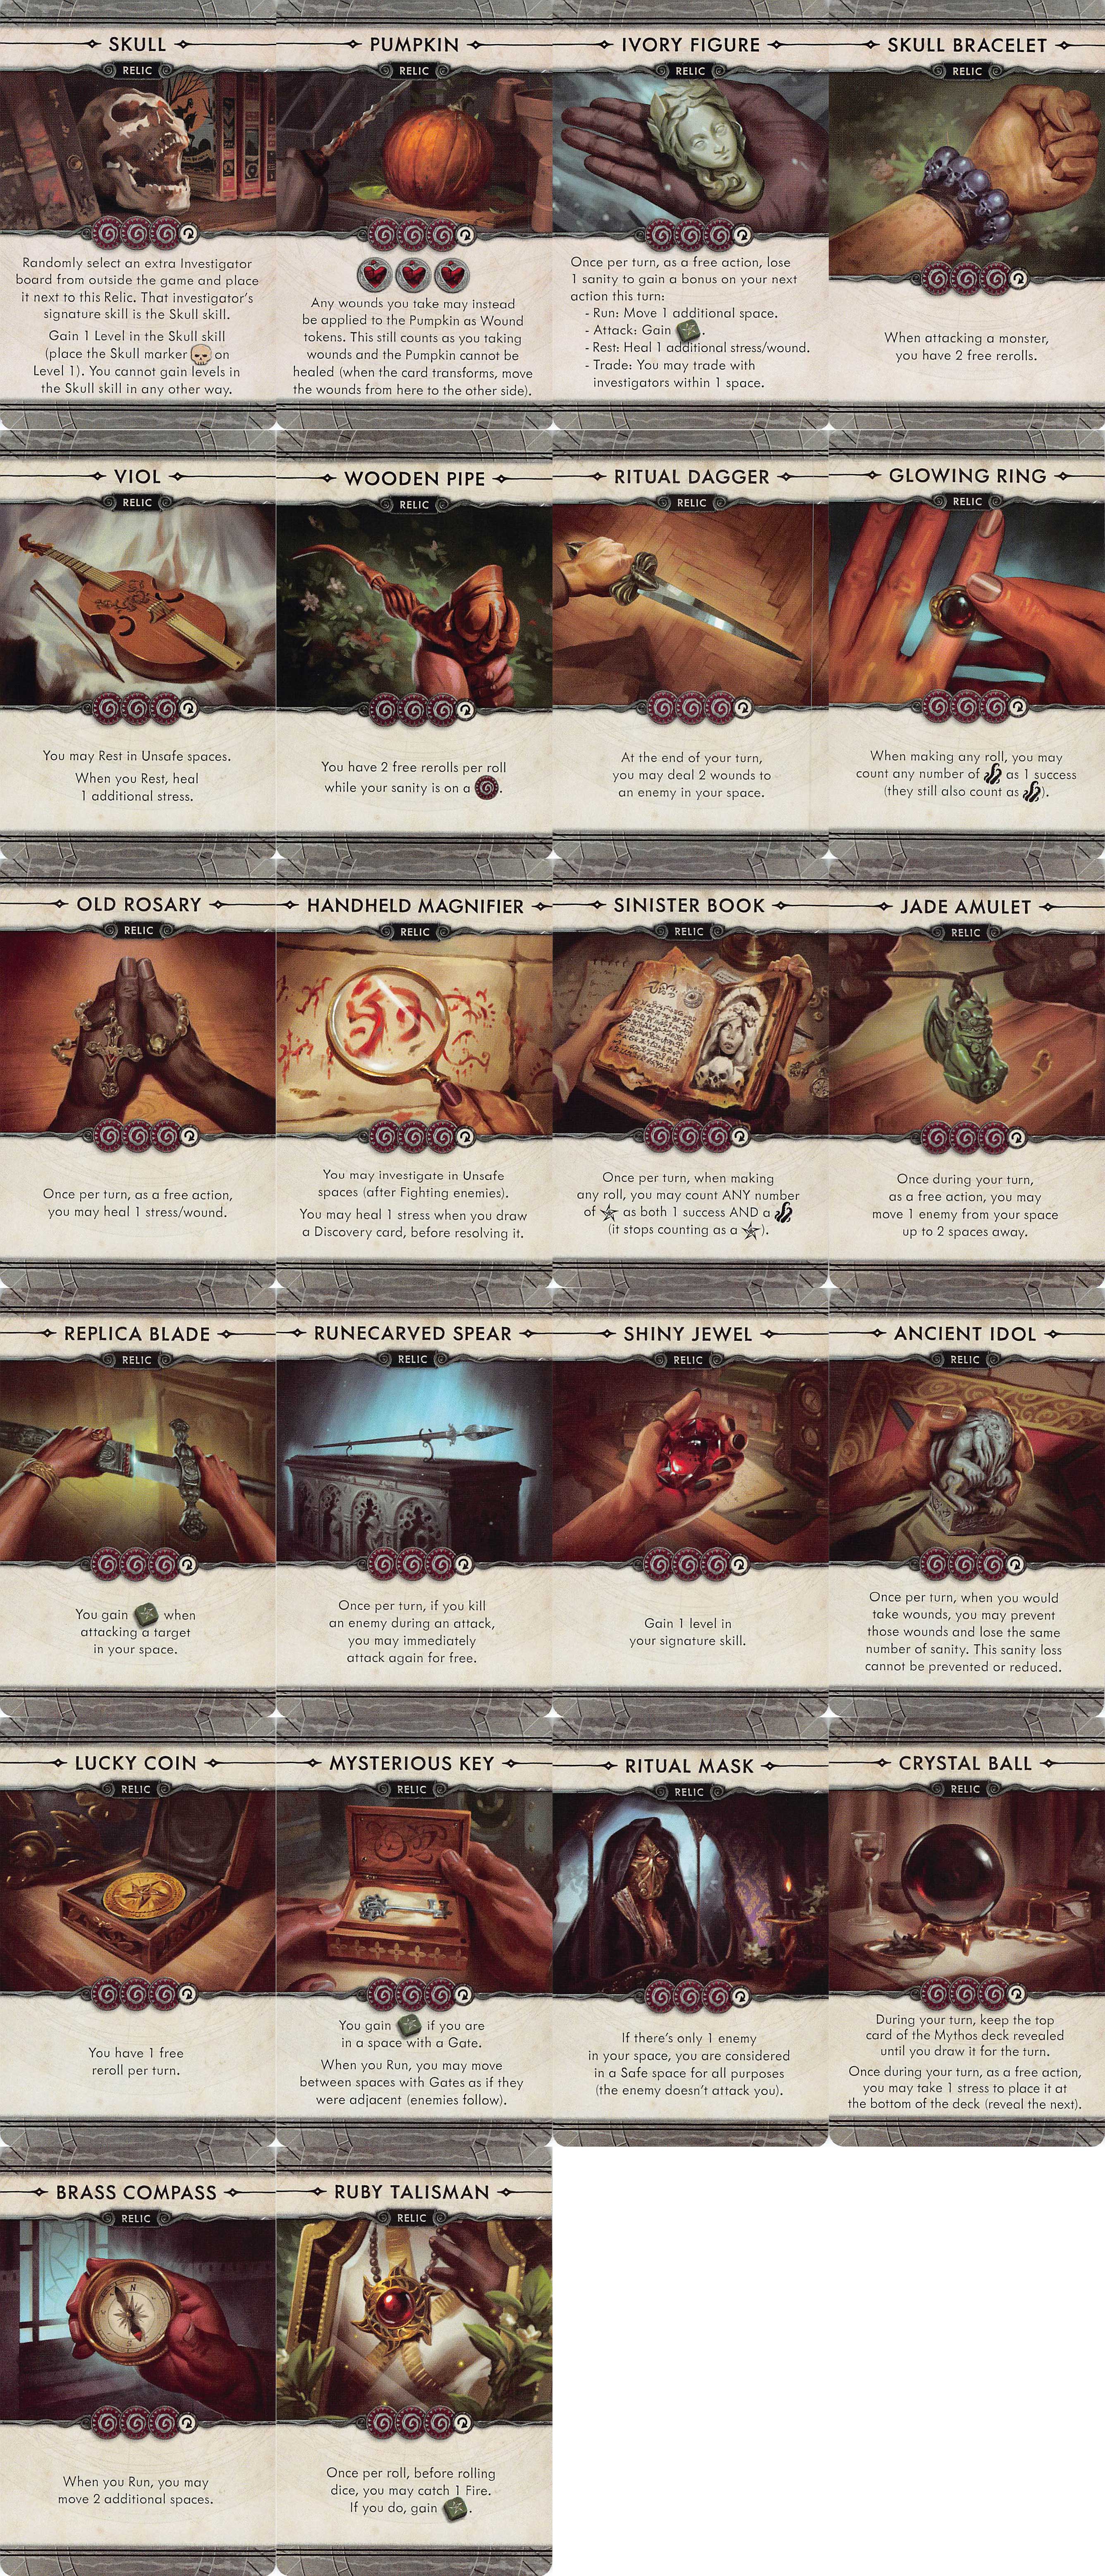 SKULL
RELIC
Randomly select an extra Investigator
board from outside the game and place
it next to this Relic. That investigator's
signature skill is the Skull skill.
Gain 1 Level in the Skull skill
(place the Skull marker on
Level 1). You cannot gain levels in
the Skull skill in any other way.
PUMPKIN
RELIC
Any wounds you take may instead
be applied to the Pumpkin as Wound
tokens. This still counts as you taking
wounds and the Pumpkin cannot be
healed (when the card transforms, move
the wounds from here to the other side).
IVORY FIGURE
RELIC
Once per turn, as a free action, lose
1 sanity to gain a bonus on your next
action this turn:
- Run: Move 1 additional space.
- Attack: Gain .
- Rest: Heal 1 additional stress/wound.
- Trade: You may trade with
investigators within 1 space.
SKULL BRACELET
RELIC
When attacking a monster,
you have 2 free rerolls.
VIOL
RELIC
You may Rest in Unsafe spaces.
When you Rest, heal
1 additional stress.
WOODEN PIPE
RELIC
You have 2 free rerolls per roll
while your sanity is on a .
RITUAL DAGGER
RELIC
At the end of your turn,
you may deal 2 wounds to
an enemy in your space.
GLOWING RING
RELIC
When making any roll, you may
count any number of as 1 success
(they still also count as ).
OLD ROSARY
RELIC
Once per turn, as a free action,
you may heal 1 stress/wound.
HANDHELD MAGNIFIER
RELIC
You may investigate in Unsafe
spaces (after Fighting enemies).
You may heal 1 stress when you draw
a Discovery card, before resolving it.
SINISTER BOOK
RELIC
Once per turn, when making
any roll, you may count ANY number
of as both 1 success AND a
(it stops counting as a ).
JADE AMULET
RELIC
Once during your turn,
as a free action, you may
move 1 enemy from your space
up to 2 spaces away.
REPLICA BLADE
RELIC
You gain when
attacking a target
in your space.
RUNECARVED SPEAR
RELIC
Once per turn, if you kill
an enemy during an attack,
you may immediately
attack again for free.
SHINY JEWEL
RELIC
Gain 1 level in
your signature skill.
ANCIENT IDOL
RELIC
Once per turn, when you would
take wounds, you may prevent
those wounds and lose the same
number of sanity. This sanity loss
cannot be prevented or reduced.
LUCKY COIN
RELIC
You have 1 free
reroll per turn.
MYSTERIOUS KEY
RELIC
You gain if you are
in a space with a Gate.
When you Run, you may move
between spaces with Gates as if they
were adjacent (enemies follow).
RITUAL MASK
RELIC
If there's only 1 enemy
in your space, you are considered
in a Safe space for all purposes
(the enemy doesn't attack you).
CRYSTAL BALL
RELIC
During your turn, keep the top
card of the Mythos deck revealed
until you draw it for the turn.
Once during your turn, as a free action,
you may take 1 stress to place it at
the bottom of the deck (reveal the next).
BRASS COMPASS
RELIC
N
S
When you Run, you may
move 2 additional spaces.
RUBY TALISMAN
RELIC
Once per roll, before rolling
dice, you may catch 1 Fire.
If you do, gain .